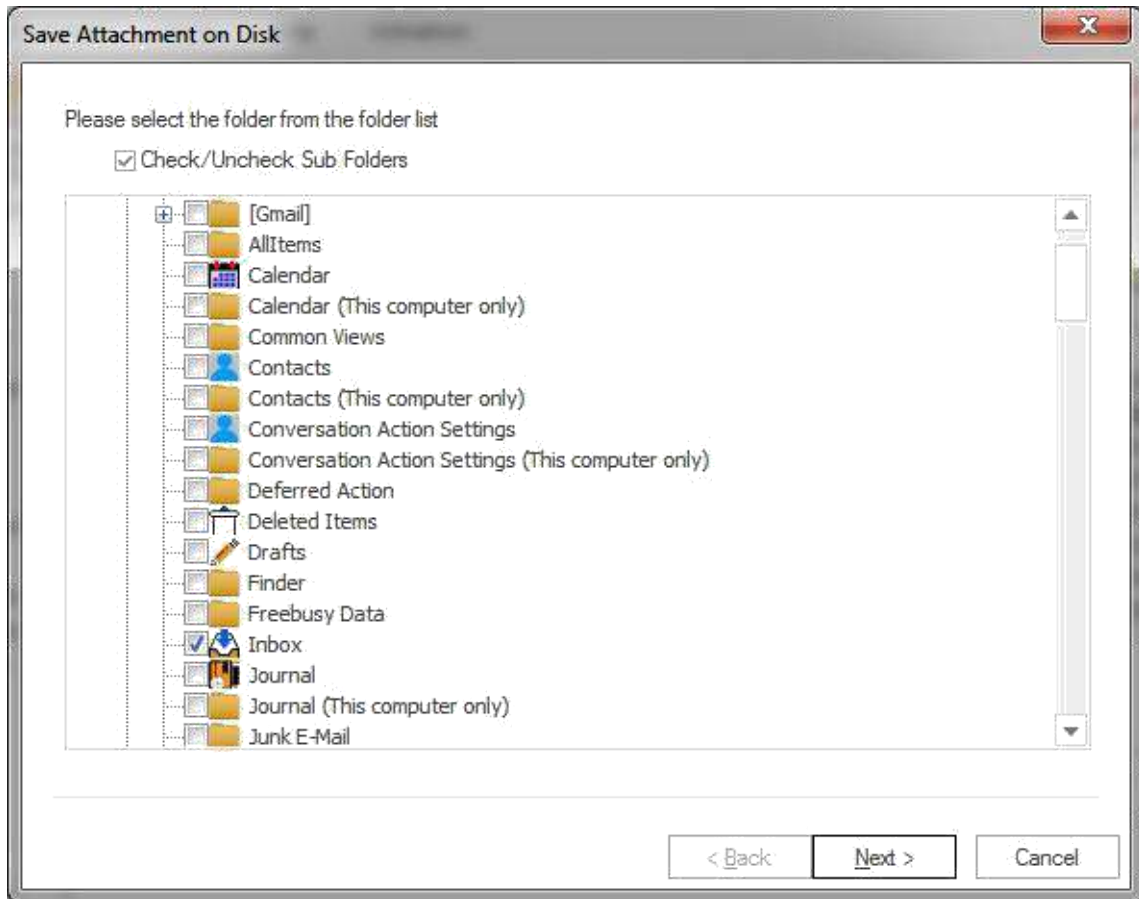 Save Attachment on Disk
Please select the folder from the folder list
Check/Uncheck Sub Folders
[Gmail]
AllItems
Calendar
Calendar (This computer only)
Common Views
Contacts
Contacts (This computer only)
Conversation Action Settings
Conversation Action Settings (This computer only)
Deferred Action
Deleted Items
Drafts
Finder
Freebusy Data
Inbox
Journal
Journal (This computer only)
Junk E-Mail
< Back Next > Cancel